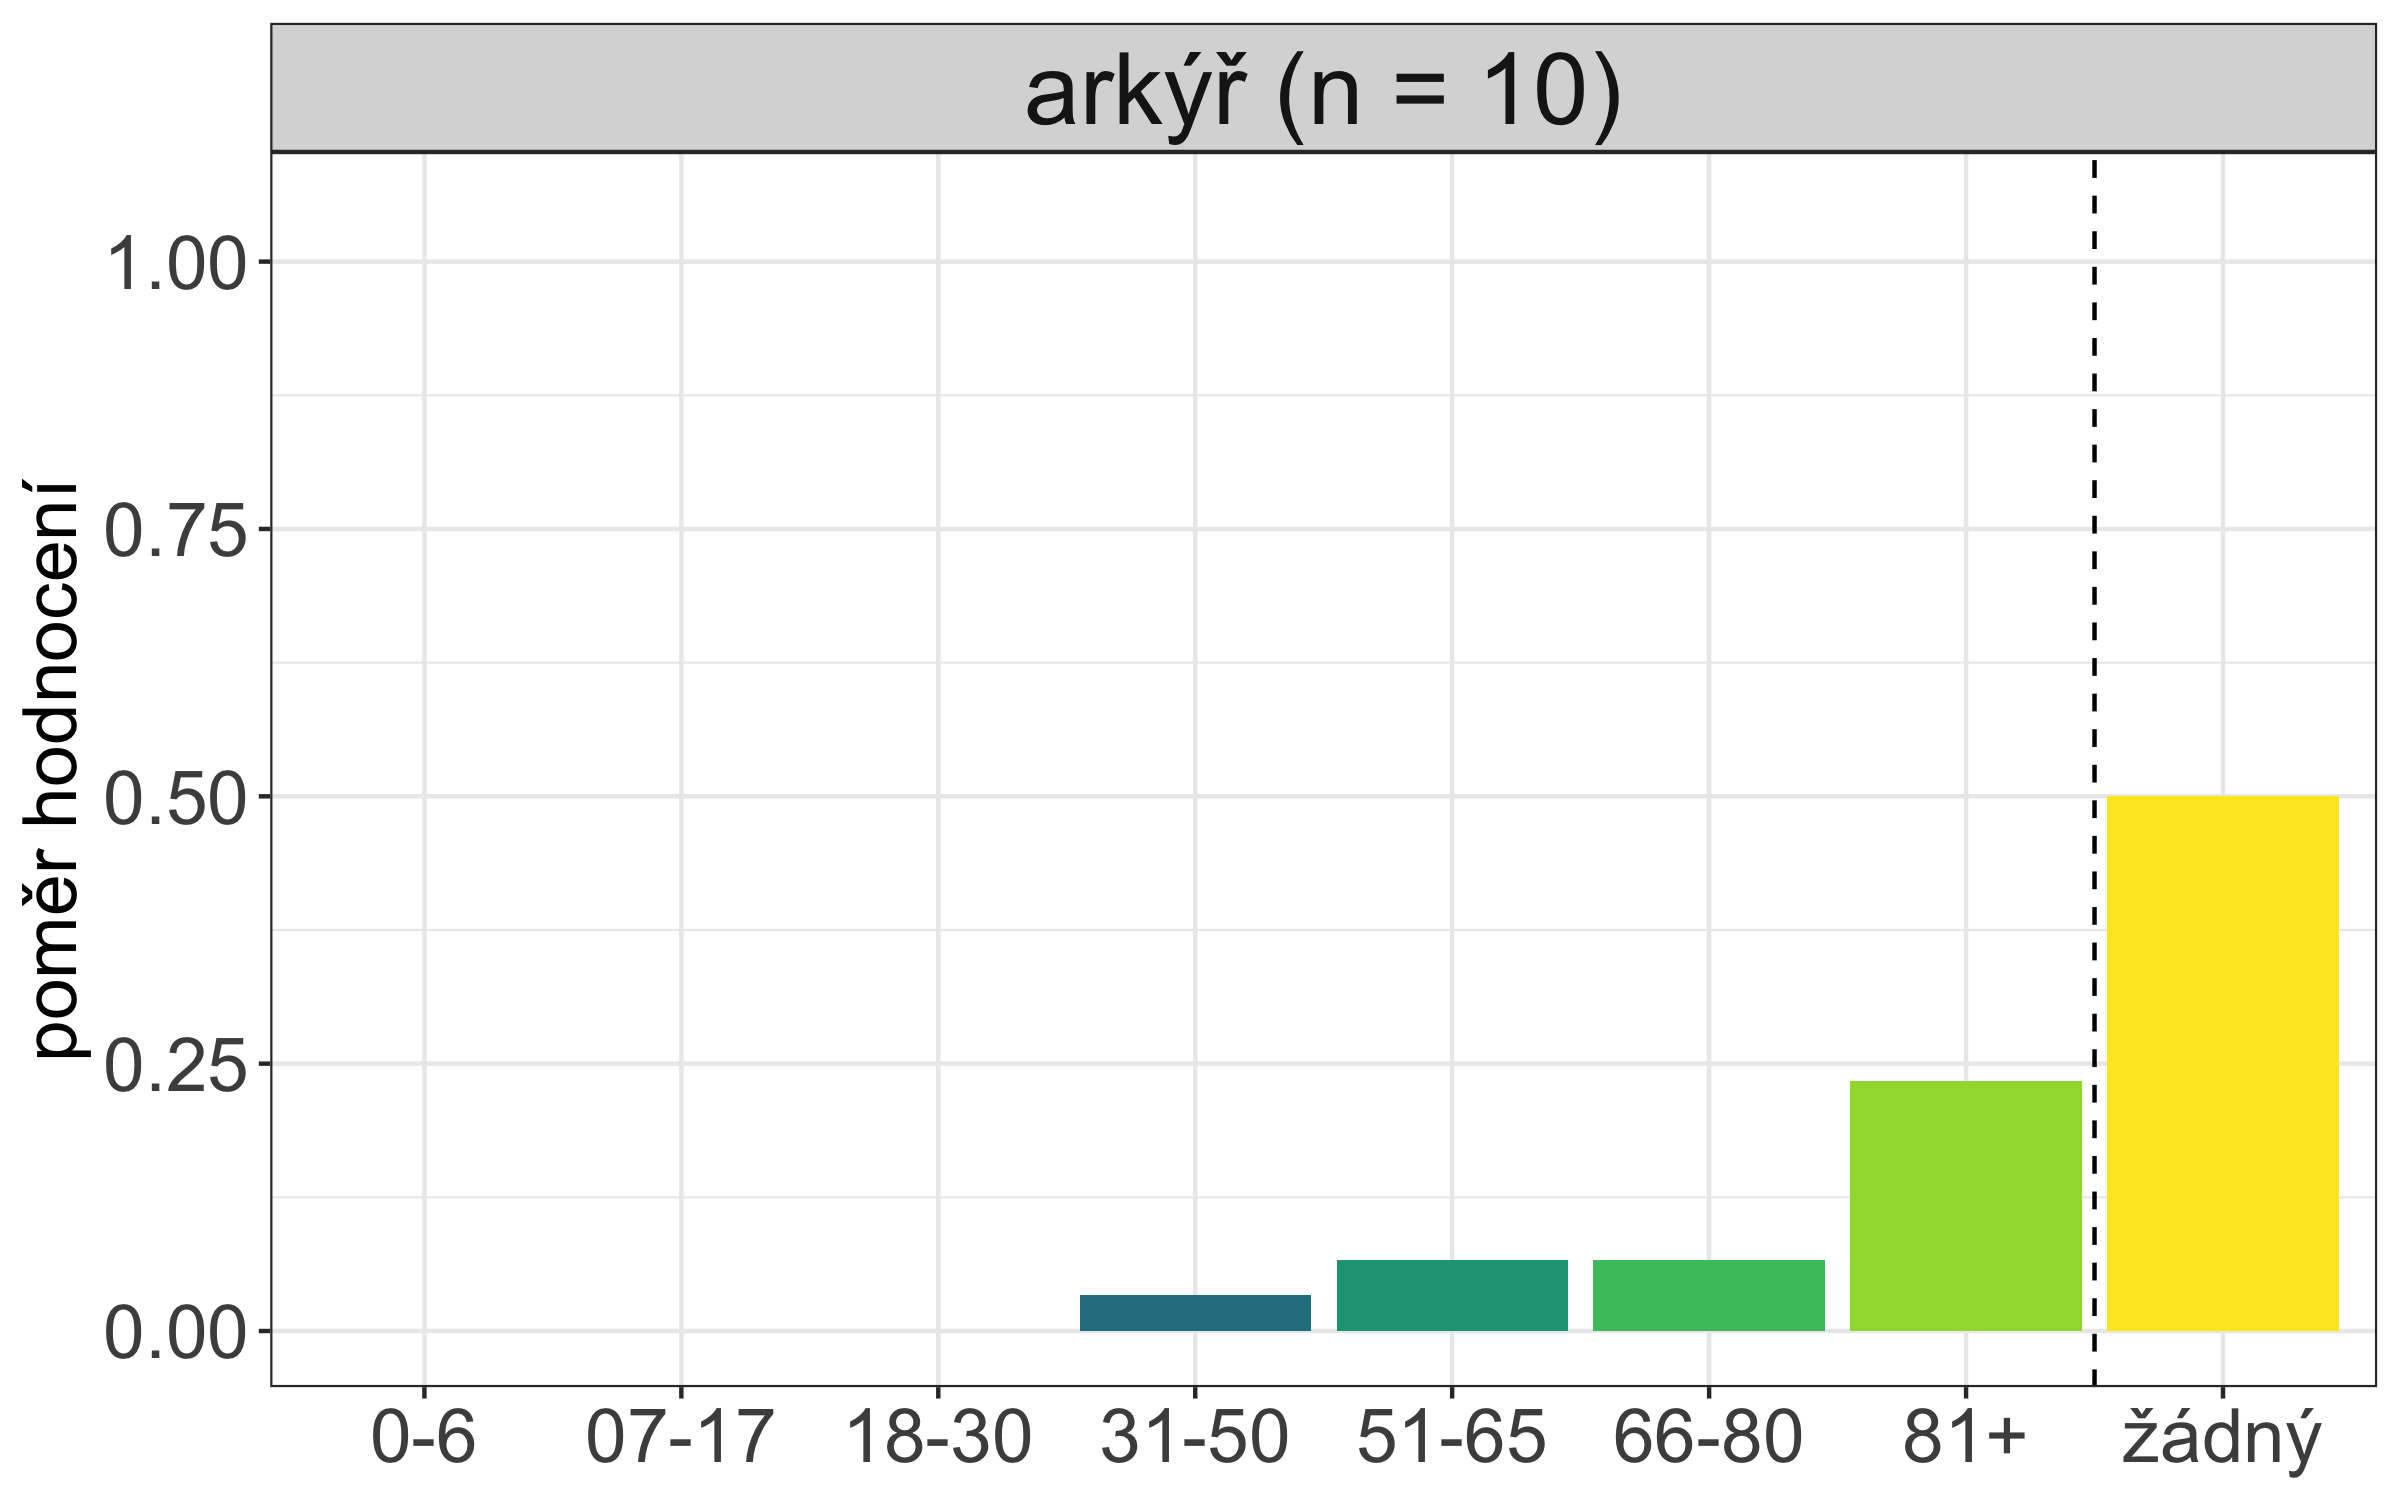 arkýř (n = 10)
poměr hodnocení
1.00
0.75
0.50
0.25
0.00
0-6 07-17 18-30 31-50 51-65 66-80 81+ žádný